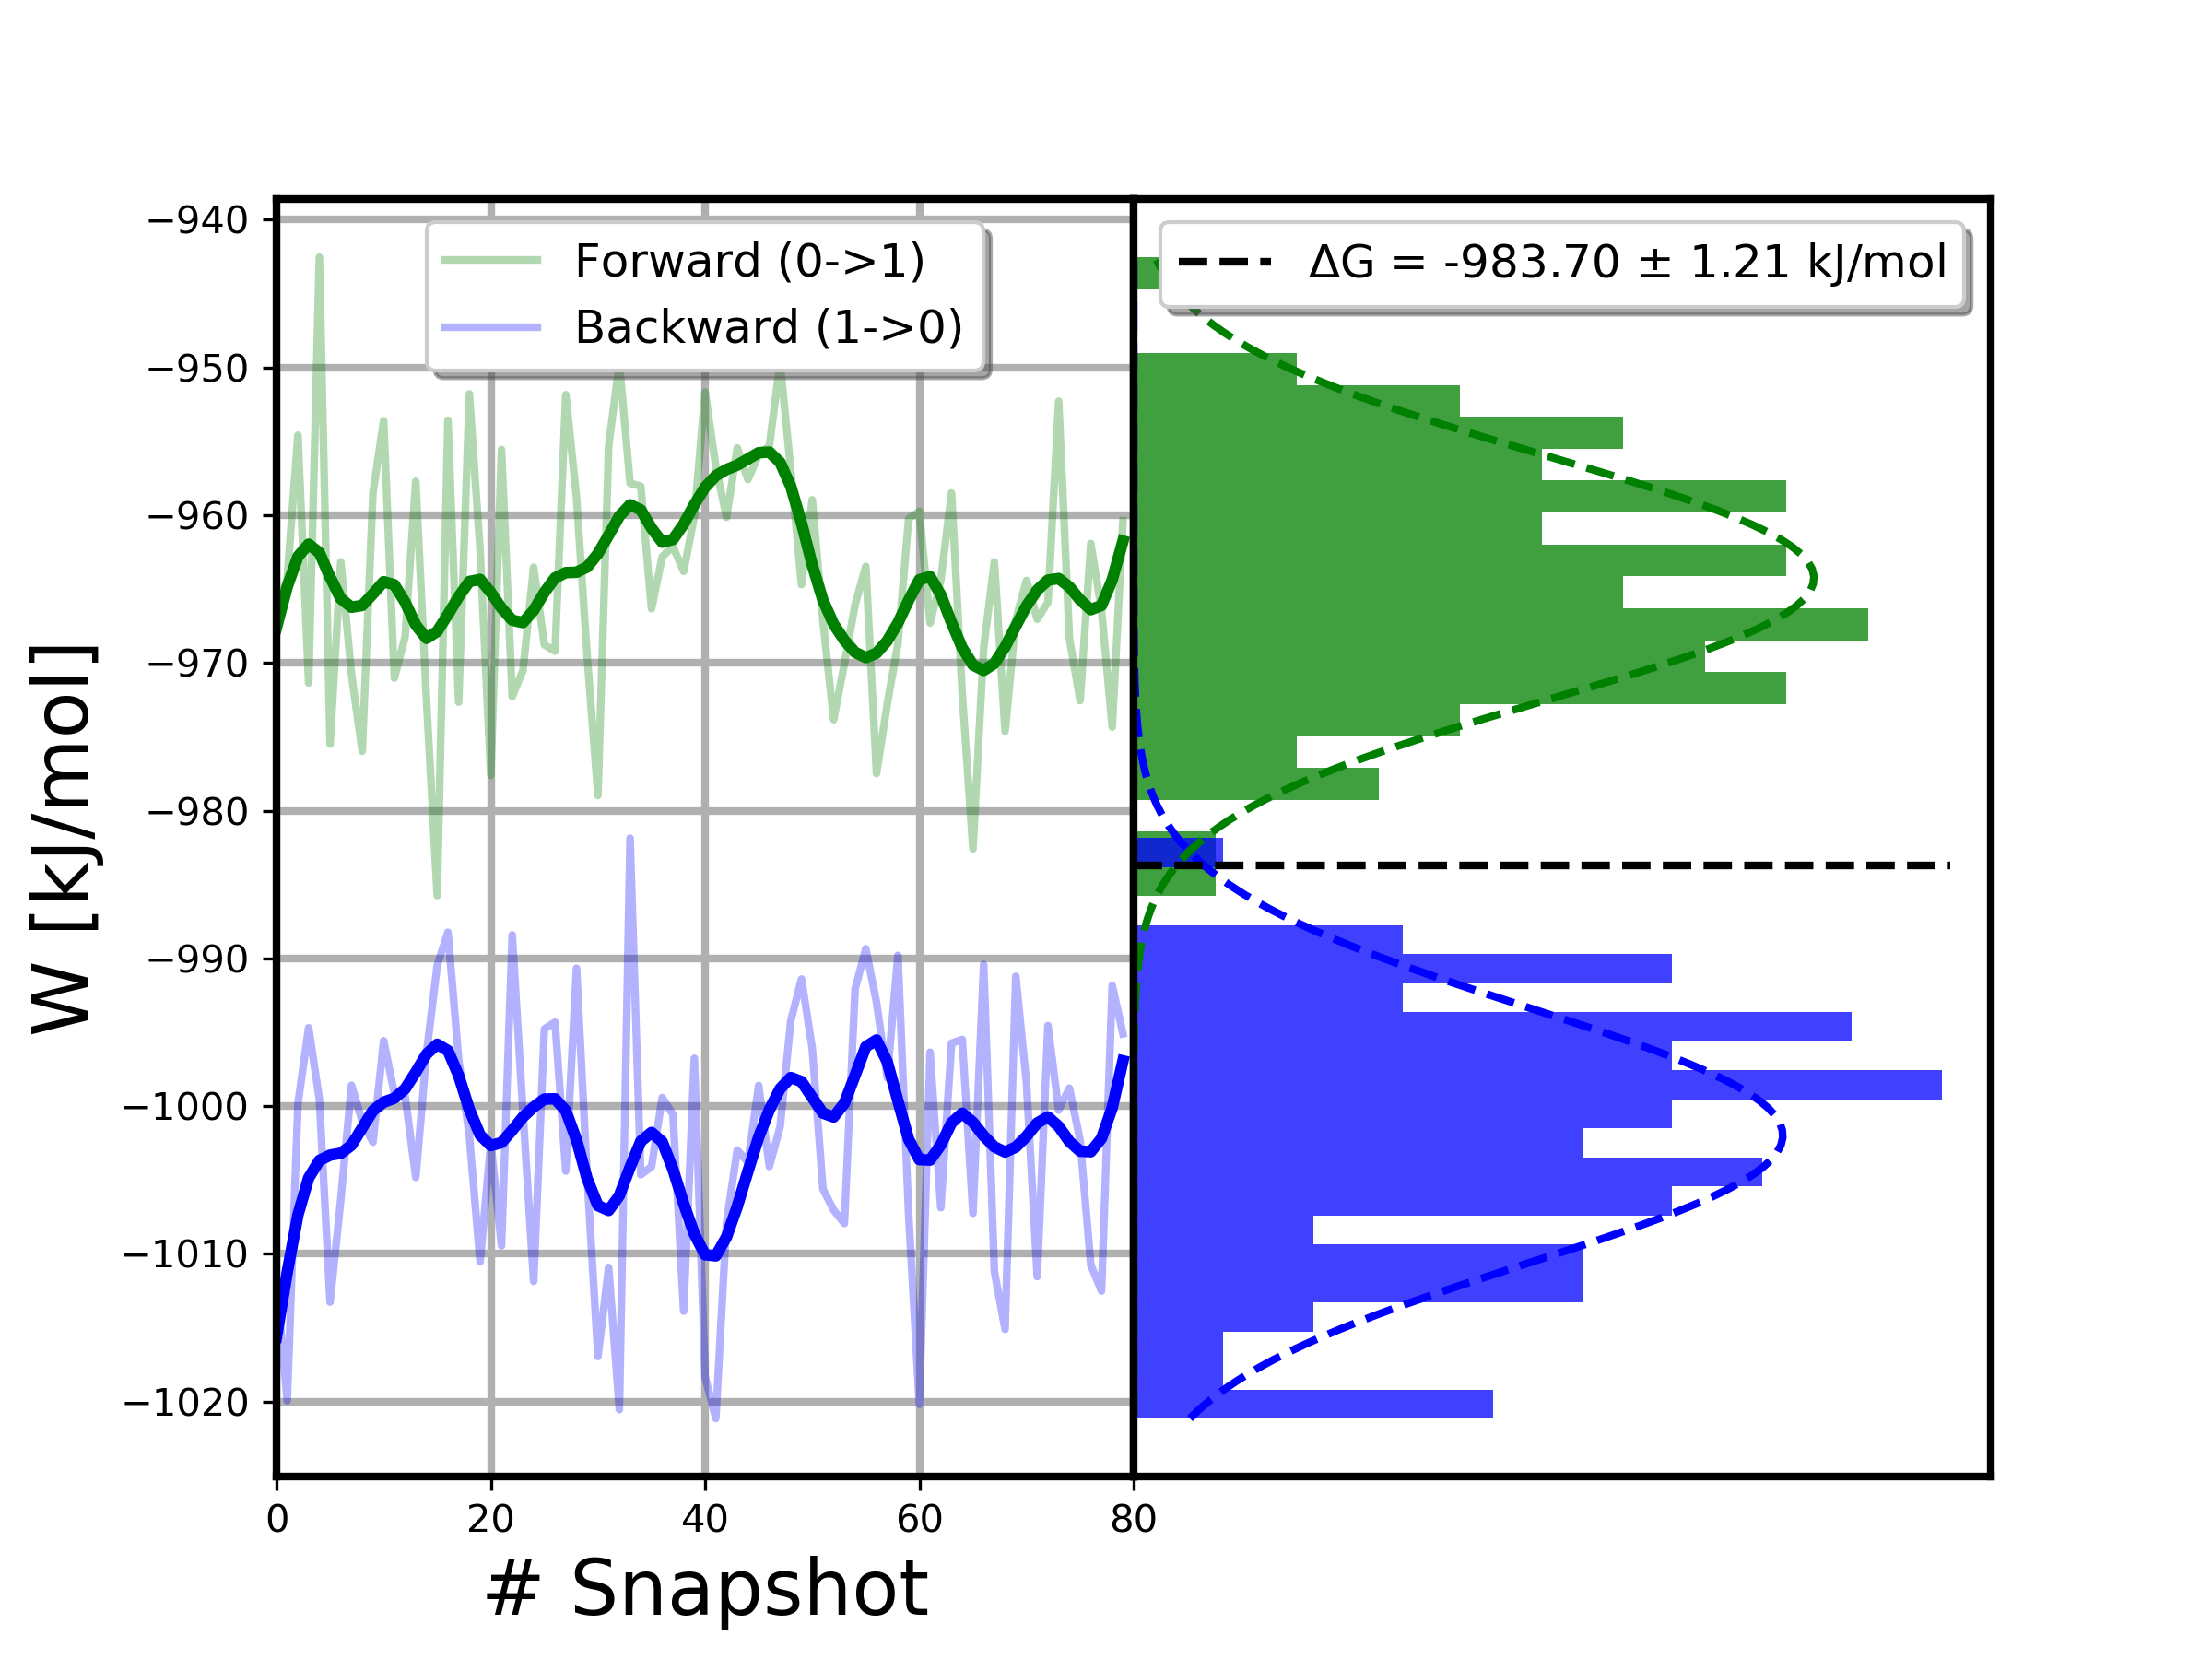 Forward (0->1)
Backward (1->0)
ΔG = -983.70 ± 1.21 kJ/mol
W [kJ/mol]
−940
−950
−960
−970
−980
−990
−1000
−1010
−1020
0 20 40 60 80
# Snapshot